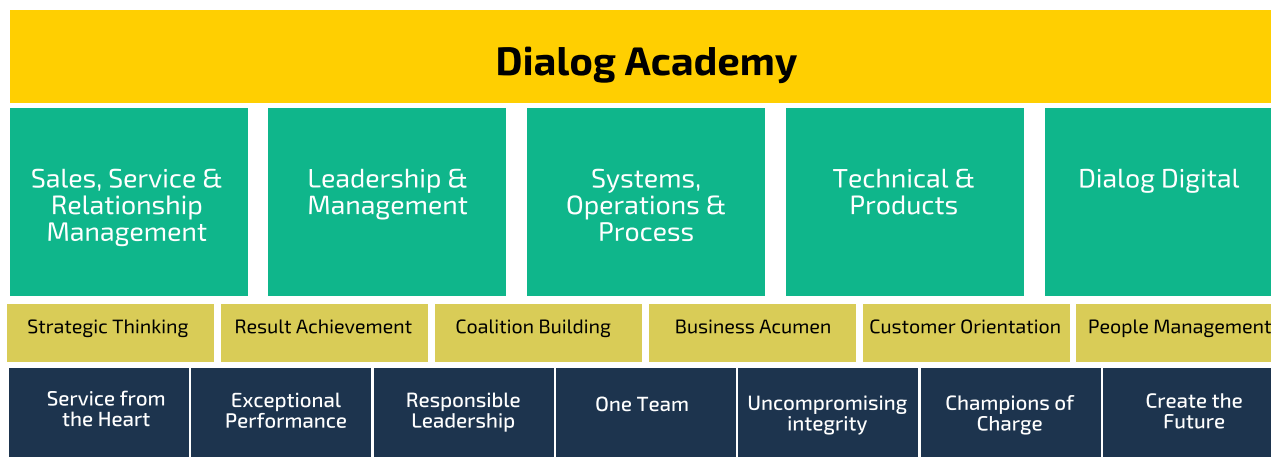 Dialog Academy
Sales, Service &
Relationship
Management
Leadership &
Management
Systems,
Operations &
Process
Technical &
Products
Dialog Digital
Strategic Thinking
Result Achievement
Coalition Building
Business Acumen
Customer Orientation
People Management
Service from
the Heart
Exceptional
Performance
Responsible
Leadership
One Team
Uncompromising
integrity
Champions of
Charge
Create the
Future